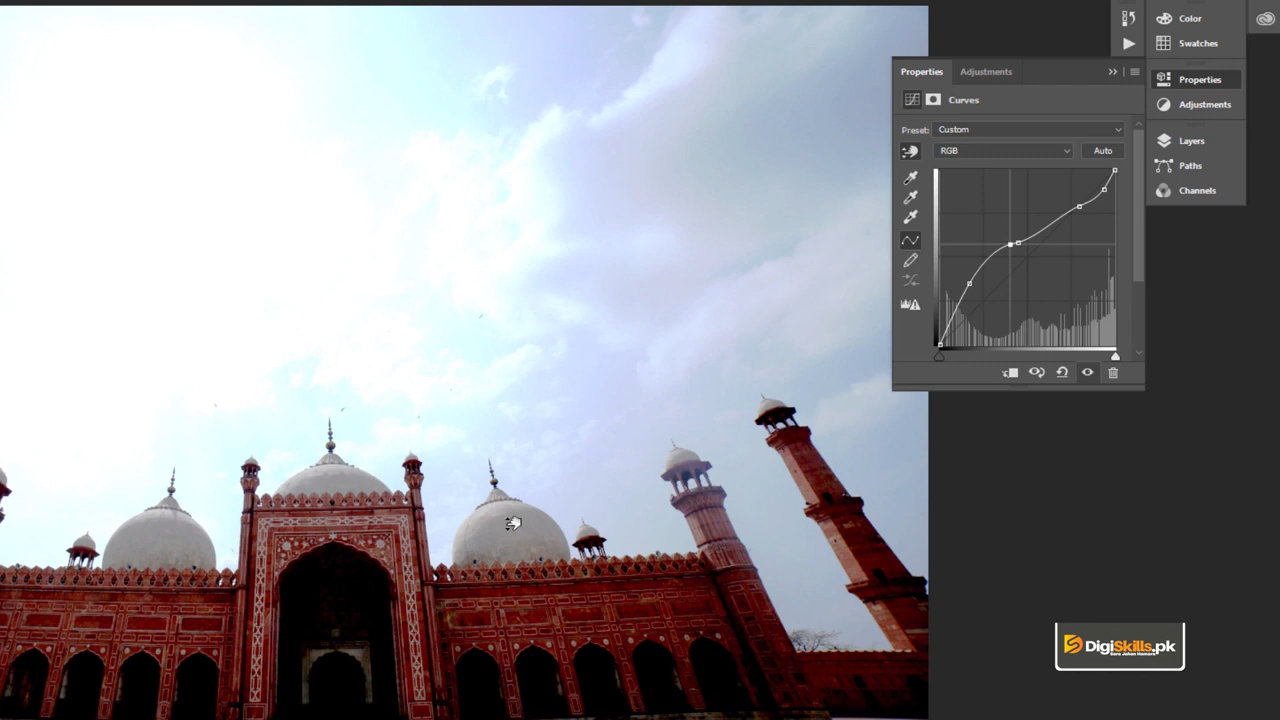 Color
Swatches
Properties
Adjustments
Properties
Adjustments
Curves
Preset:
Custom
RGB
Auto
Layers
Paths
Channels
DigiSkills.pk